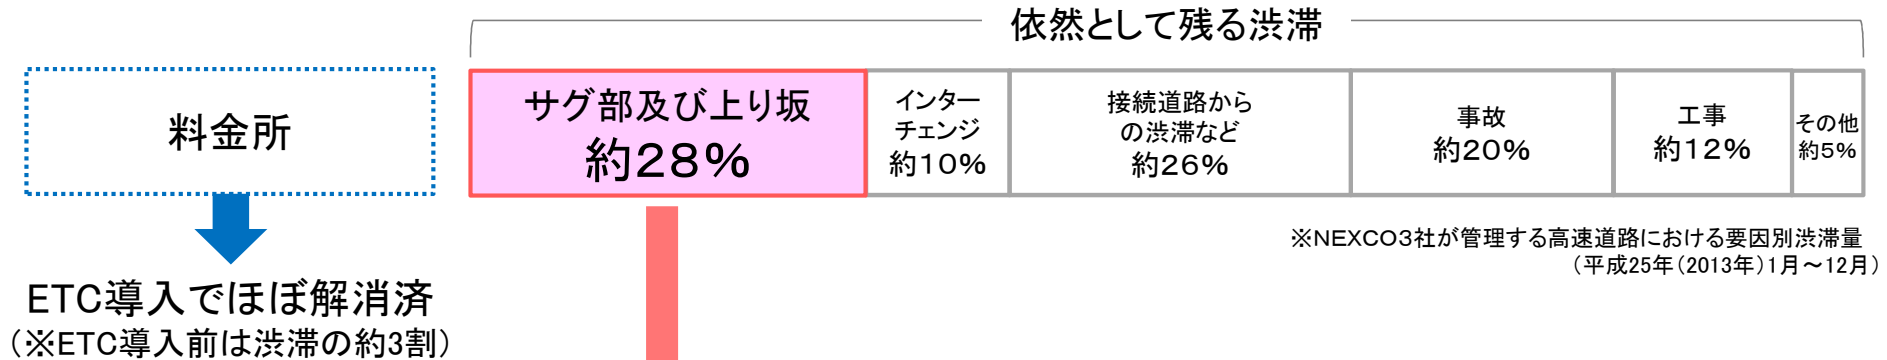 依然として残る渋滞
料金所
サグ部及び上り坂
約28%
インター
チェンジ
約10%
接続道路から
の渋滞など
約26%
事故
約20%
工事
約12%
その他
約5%
※NEXCO3社が管理する高速道路における要因別渋滞量
(平成25年(2013年)1月～12月)
ETC導入でほぼ解消済
(※ETC導入前は渋滞の約3割)